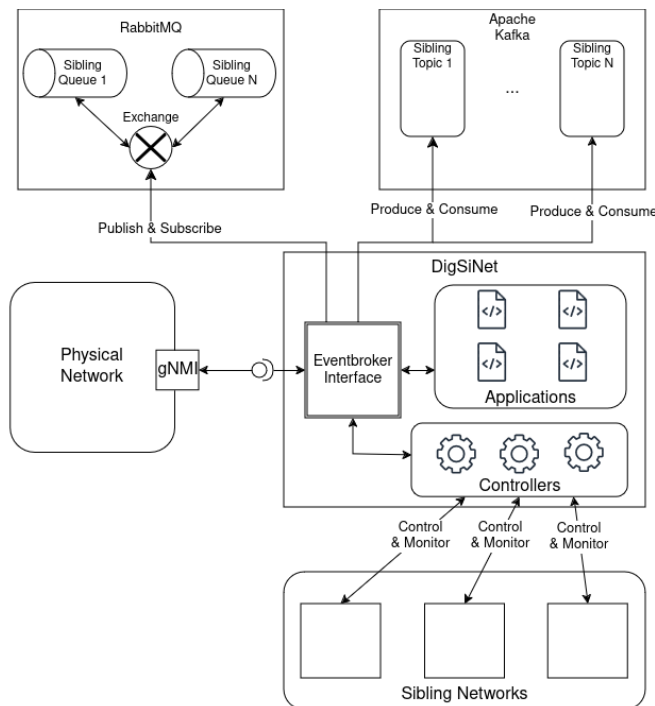 RabbitMQ
Sibling
Queue 1
Sibling
Queue N
Exchange
Publish & Subscribe
Apache
Kafka
Sibling
Topic 1
...
Sibling
Topic N
Produce & Consume
Produce & Consume
DigSiNet
Physical
Network
gNMI
Eventbroker
Interface
</>
</>
</>
</>
Applications
Controllers
Control
& Monitor
Control
& Monitor
Control
& Monitor
Sibling Networks